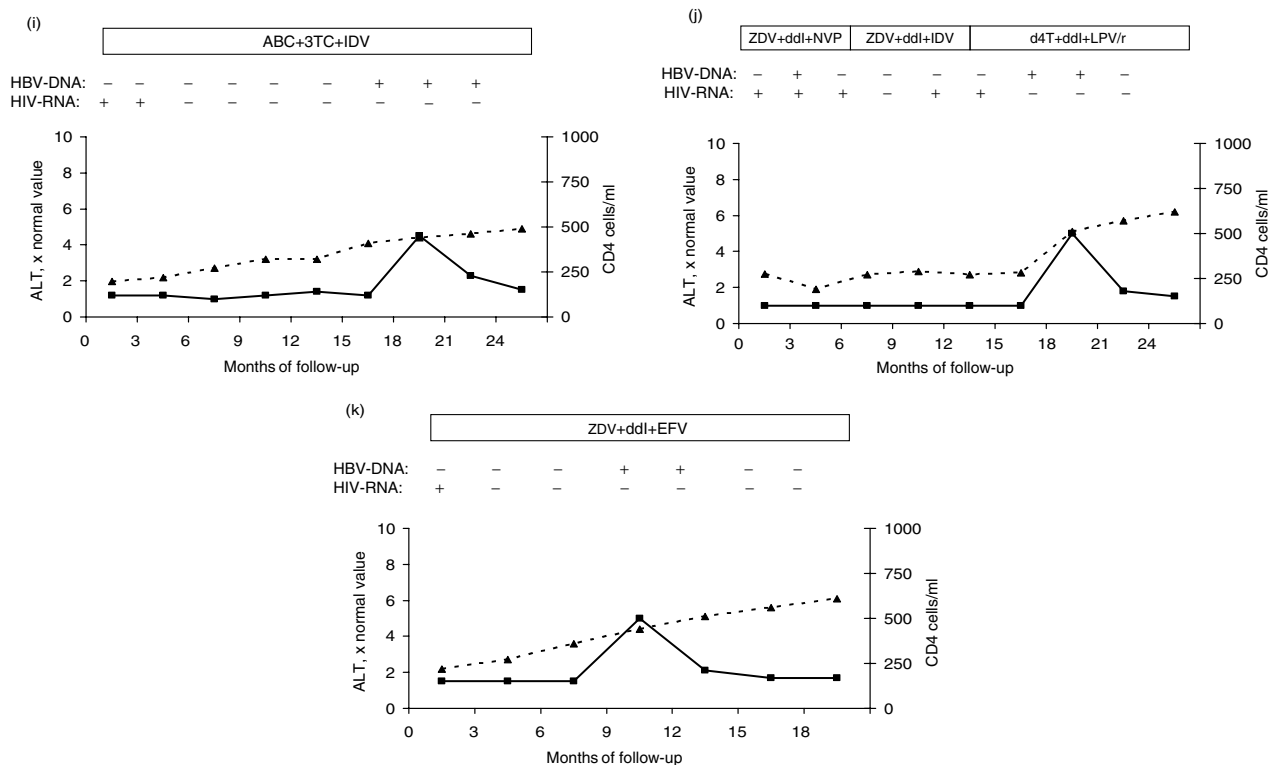 (i)
ABC+3TC+IDV
HBV-DNA: – – – – – – + + +
HIV-RNA: + + – – – – – – –
10
8
6
4
2
0
ALT, x normal value
1000
750
500
250
0
CD4 cells/ml
0 3 6 9 12 15 18 21 24
Months of follow-up
(j)
ZDV+ddI+NVP ZDV+ddI+IDV d4T+ddI+LPV/r
HBV-DNA: – + – – – – + + –
HIV-RNA: + + + – + + – – –
10
8
6
4
2
0
ALT, x normal value
1000
750
500
250
0
CD4 cells/ml
0 3 6 9 12 15 18 21 24
Months of follow-up
(k)
ZDV+ddI+EFV
HBV-DNA: – – – + + – –
HIV-RNA: + – – – – – –
10
8
6
4
2
0
ALT, x normal value
1000
750
500
250
0
CD4 cells/ml
0 3 6 9 12 15 18
Months of follow-up